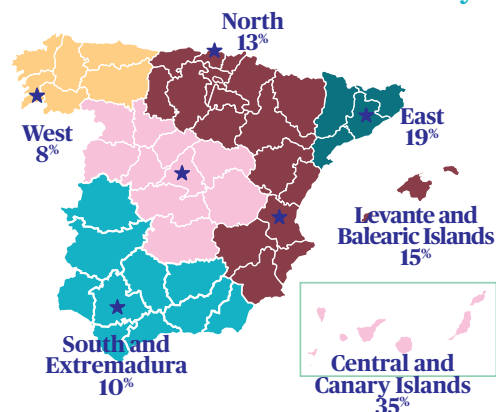 North
13%
West
8%
East
19%
Levante and
Balearic Islands
15%
South and
Extremadura
10%
Central and
Canary Islands
35%